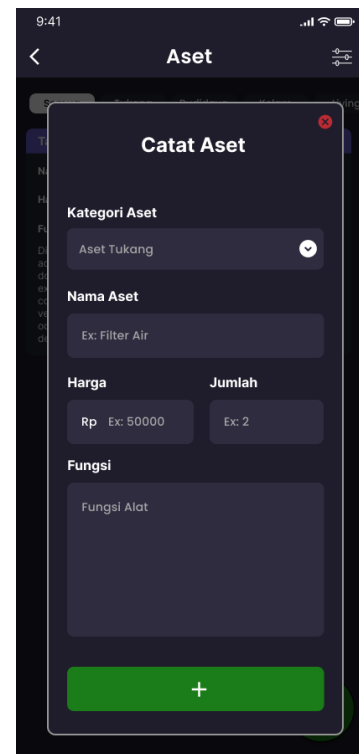 9:41
Aset
Catat Aset
Kategori Aset
Aset Tukang
Nama Aset
Ex: Filter Air
Harga Jumlah
Rp Ex: 50000 Ex: 2
Fungsi
Fungsi Alat
+